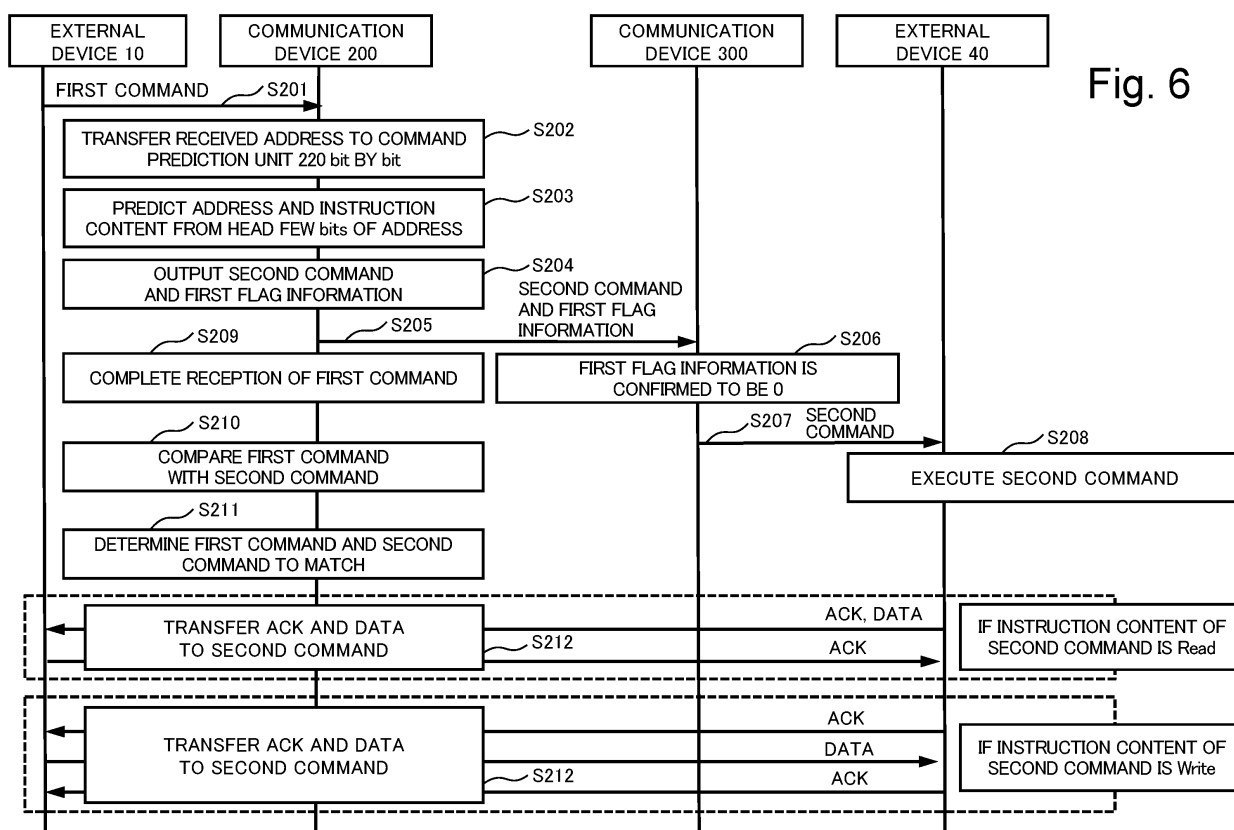 EXTERNAL
DEVICE 10
COMMUNICATION
DEVICE 200
COMMUNICATION
DEVICE 300
EXTERNAL
DEVICE 40
Fig. 6
FIRST COMMAND
S201
TRANSFER RECEIVED ADDRESS TO COMMAND
PREDICTION UNIT 220 bit BY bit
S202
PREDICT ADDRESS AND INSTRUCTION
CONTENT FROM HEAD FEW bits OF ADDRESS
S203
OUTPUT SECOND COMMAND
AND FIRST FLAG INFORMATION
S204
SECOND COMMAND
AND FIRST FLAG
INFORMATION
S205
S209
COMPLETE RECEPTION OF FIRST COMMAND
S206
FIRST FLAG INFORMATION IS
CONFIRMED TO BE 0
S207
SECOND
COMMAND
S210
COMPARE FIRST COMMAND
WITH SECOND COMMAND
S208
EXECUTE SECOND COMMAND
S211
DETERMINE FIRST COMMAND AND SECOND
COMMAND TO MATCH
TRANSFER ACK AND DATA
TO SECOND COMMAND
S212
ACK, DATA
ACK
IF INSTRUCTION CONTENT OF
SECOND COMMAND IS Read
TRANSFER ACK AND DATA
TO SECOND COMMAND
S212
ACK
DATA
ACK
IF INSTRUCTION CONTENT OF
SECOND COMMAND IS Write